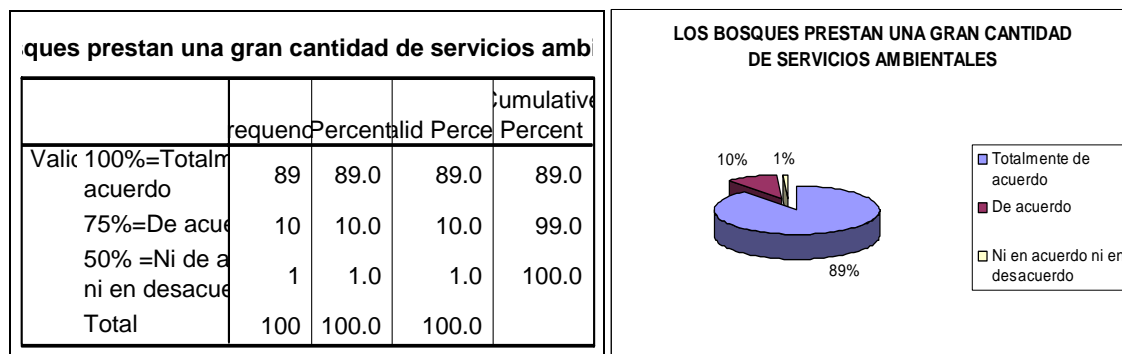 ques prestan una gran cantidad de servicios ambi
Cumulative
Frequenc Percent alid Perce Percent
Valic 100%=Totalm acuerdo 89 89.0 89.0 89.0
75%=De acue 10 10.0 10.0 99.0
50% =Ni de a ni en desacue 1 1.0 1.0 100.0
Total 100 100.0 100.0
LOS BOSQUES PRESTAN UNA GRAN CANTIDAD
DE SERVICIOS AMBIENTALES
10% 1%
89%
Totalmente de
acuerdo
De acuerdo
Ni en acuerdo ni en
desacuerdo